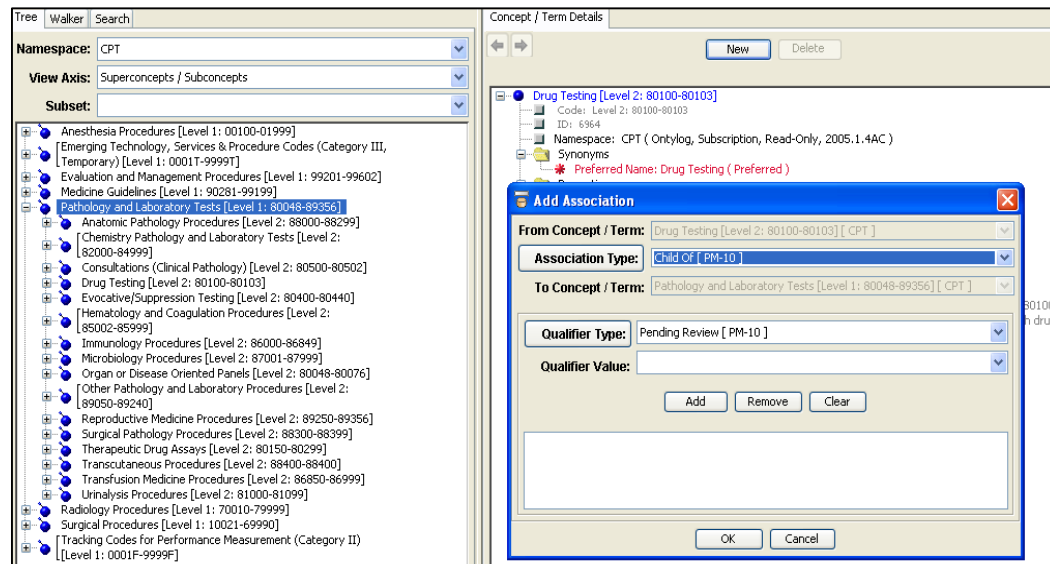 Tree Walker Search
Namespace: CPT
View Axis: Superconcepts / Subconcepts
Subset:
Anesthesia Procedures [Level 1: 00100-01999]
[Emerging Technology, Services & Procedure Codes (Category III,
Temporary) [Level 1: 0001T-9999T]
Evaluation and Management Procedures [Level 1: 99201-99602]
Medicine Guidelines [Level 1: 90281-99199]
Pathology and Laboratory Tests [Level 1: 80048-89356]
Anatomic Pathology Procedures [Level 2: 88000-88299]
[Chemistry Pathology and Laboratory Tests [Level 2:
82000-84999]
Consultations (Clinical Pathology) [Level 2: 80500-80502]
Drug Testing [Level 2: 80100-80103]
Evocative/Suppression Testing [Level 2: 80400-80440]
[Hematology and Coagulation Procedures [Level 2:
85002-85999]
Immunology Procedures [Level 2: 86000-86849]
Microbiology Procedures [Level 2: 87001-87999]
Organ or Disease Oriented Panels [Level 2: 80048-80076]
[Other Pathology and Laboratory Procedures [Level 2:
89050-89240]
Reproductive Medicine Procedures [Level 2: 89250-89356]
Surgical Pathology Procedures [Level 2: 88300-88399]
Therapeutic Drug Assays [Level 2: 80150-80299]
Transcutaneous Procedures [Level 2: 88400-88400]
Transfusion Medicine Procedures [Level 2: 86850-86999]
Urinalysis Procedures [Level 2: 81000-81099]
Radiology Procedures [Level 1: 70010-79999]
Surgical Procedures [Level 1: 10021-69990]
[Tracking Codes for Performance Measurement (Category II)
[Level 1: 0001F-9999F]
Concept / Term Details
New Delete
Drug Testing [Level 2: 80100-80103]
Code: Level 2: 80100-80103
ID: 6964
Namespace: CPT ( Ontylog, Subscription, Read-Only, 2005.1.4AC )
Synonyms
Preferred Name: Drug Testing ( Preferred )
Add Association
From Concept / Term: Drug Testing [Level 2: 80100-80103] [ CPT ]
Association Type: Child Of [ PM-10 ]
To Concept / Term: Pathology and Laboratory Tests [Level 1: 80048-89356] [ CPT ]
Qualifier Type: Pending Review [ PM-10 ]
Qualifier Value:
Add Remove Clear
OK Cancel